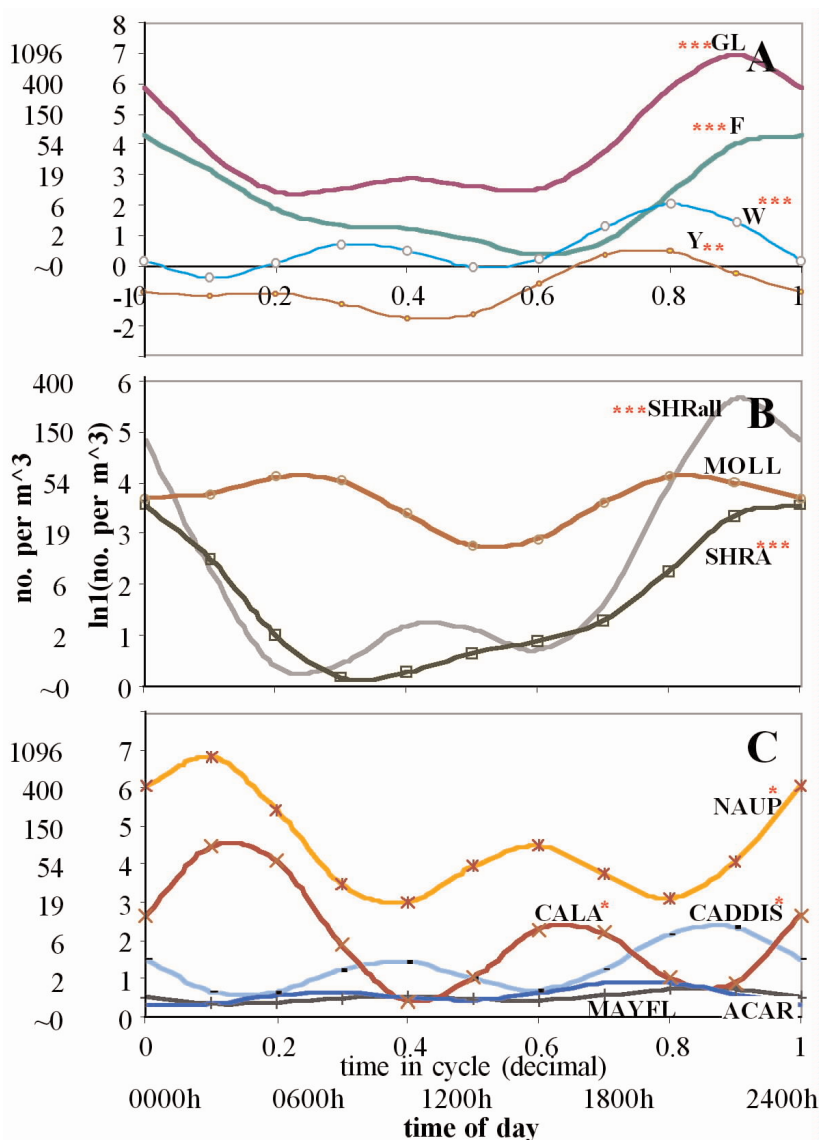 8
1096 7 ***GL A
400 6
150 5
54 4 ***F
19 3
6 2 W ***
2 1 Y**
~0 0
-1 0 0.2 0.4 0.6 0.8 1
-2
400 6
***SHRall B
150 5
MOLL
54 4
19 3
SHRA ***
6 2
2 1
~0 0
no. per m^3
ln1(no. per m^3)
C
1096 7
400 6 NAUP *
150 5
54 4
19 3 CALA* CADDIS*
6 2
2 1
~0 0 MAYFL ACAR
0 0.2 0.4 0.6 0.8 1
time in cycle (decimal)
0000h 0600h 1200h 1800h 2400h
time of day